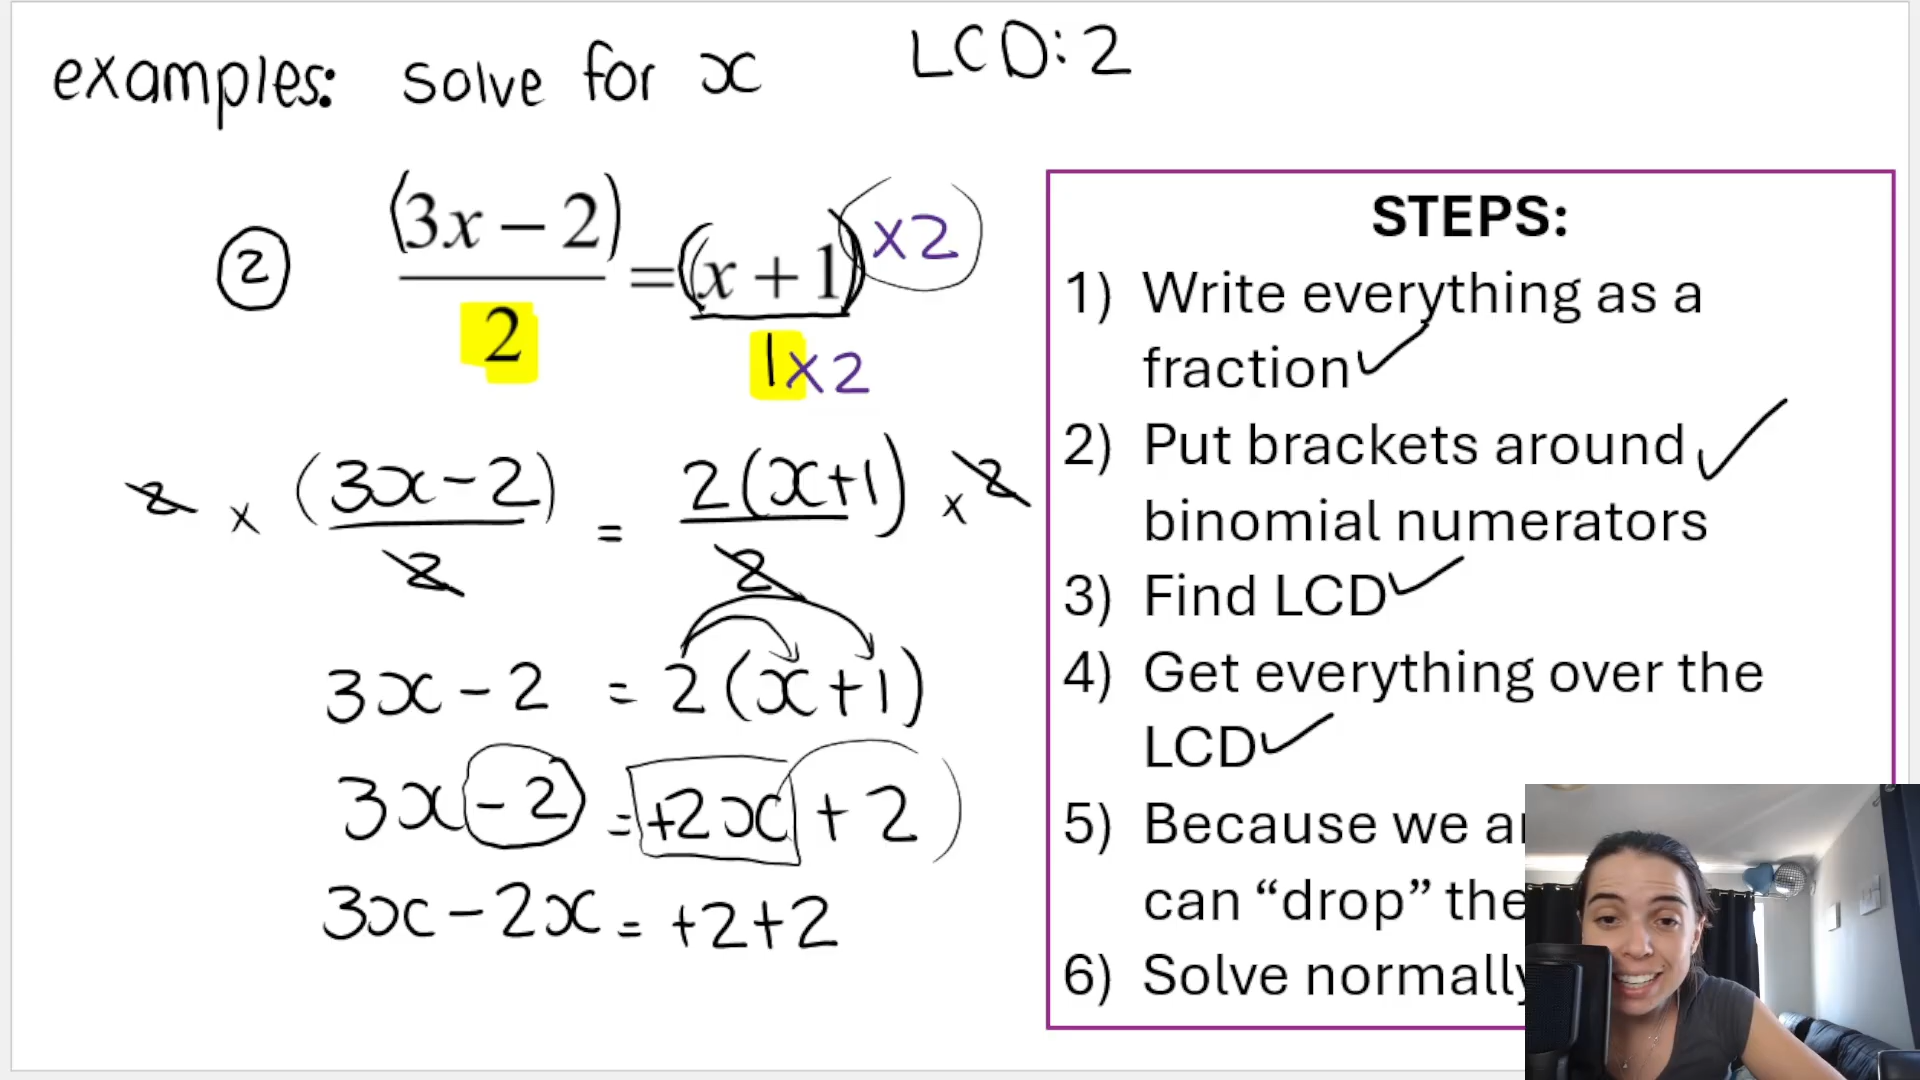 examples: solve for x LCD:2
② (3x − 2) = (x + 1) ×2
2 1×2
2 × (3x-2) = 2(x+1) × 2
2 2
3x - 2 = 2(x+1)
3x - 2 = +2x + 2
3x - 2x = +2+2
STEPS:
1) Write everything as a
fraction✓
2) Put brackets around ✓
binomial numerators
3) Find LCD✓
4) Get everything over the
LCD✓
5) Because we
can “drop” the
6) Solve normally